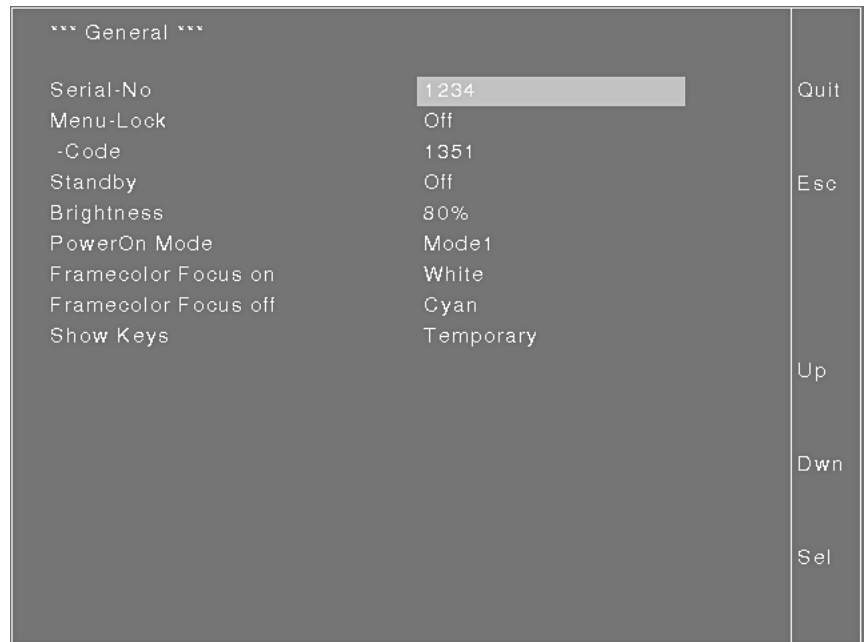 *** General ***
Serial-No 1234 Quit
Menu-Lock Off
-Code 1351
Standby Off Esc
Brightness 80%
PowerOn Mode Mode1
Framecolor Focus on White
Framecolor Focus off Cyan
Show Keys Temporary
Up
Dwn
Sel